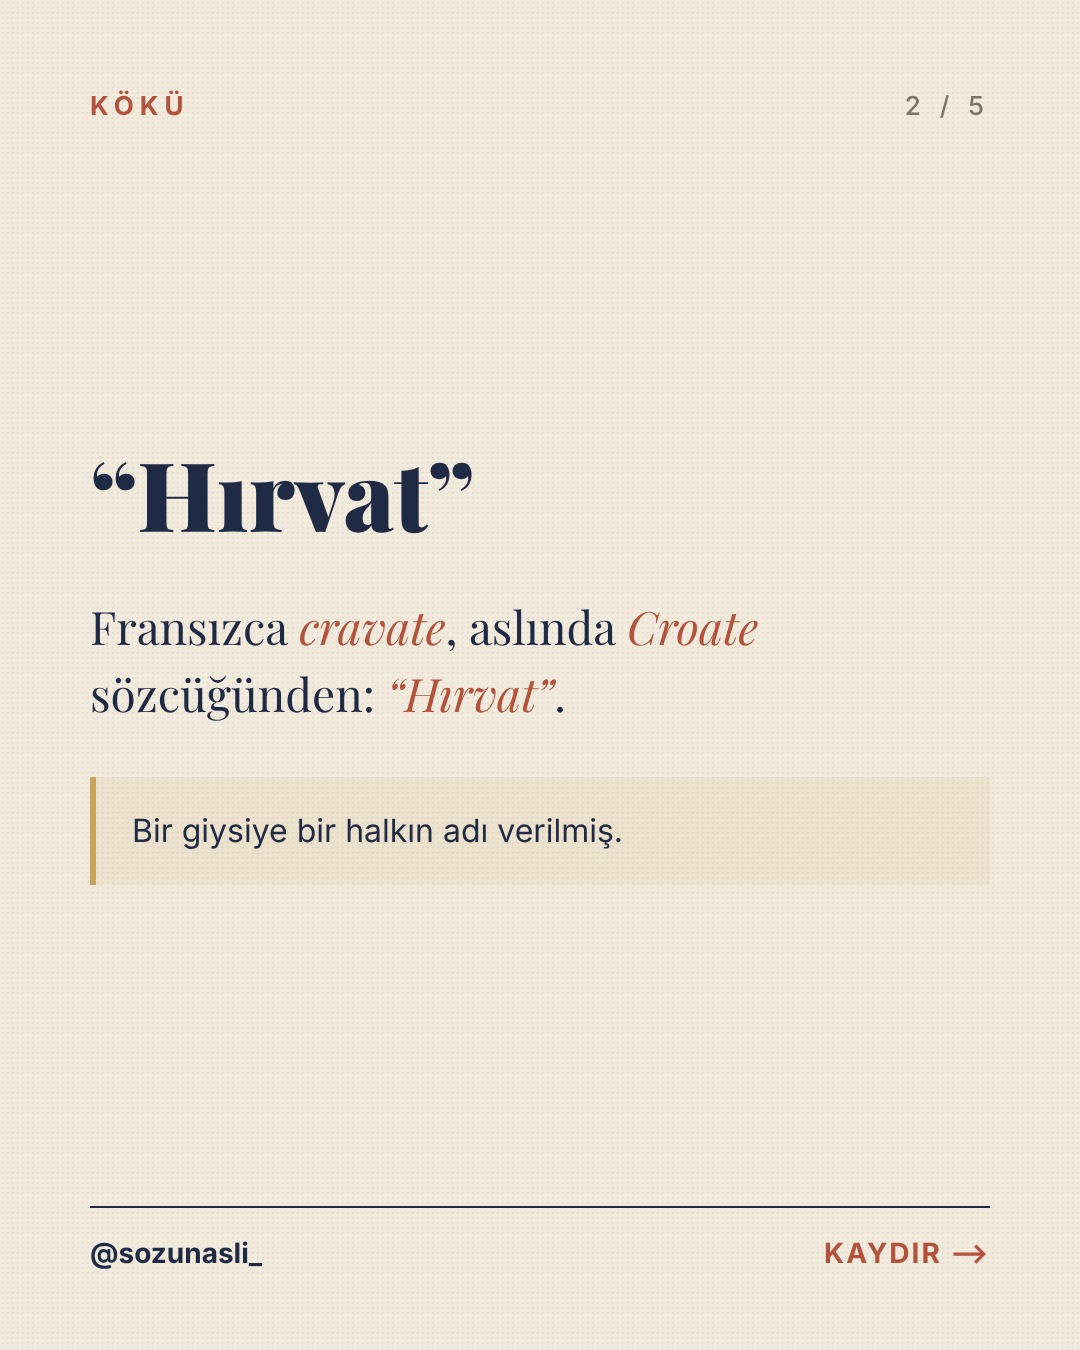 KÖKÜ
2 / 5
“Hırvat”
Fransızca cravate, aslında Croate
sözcüğünden: “Hırvat”.
Bir giysiye bir halkın adı verilmiş.
@sozunasli_
KAYDIR →